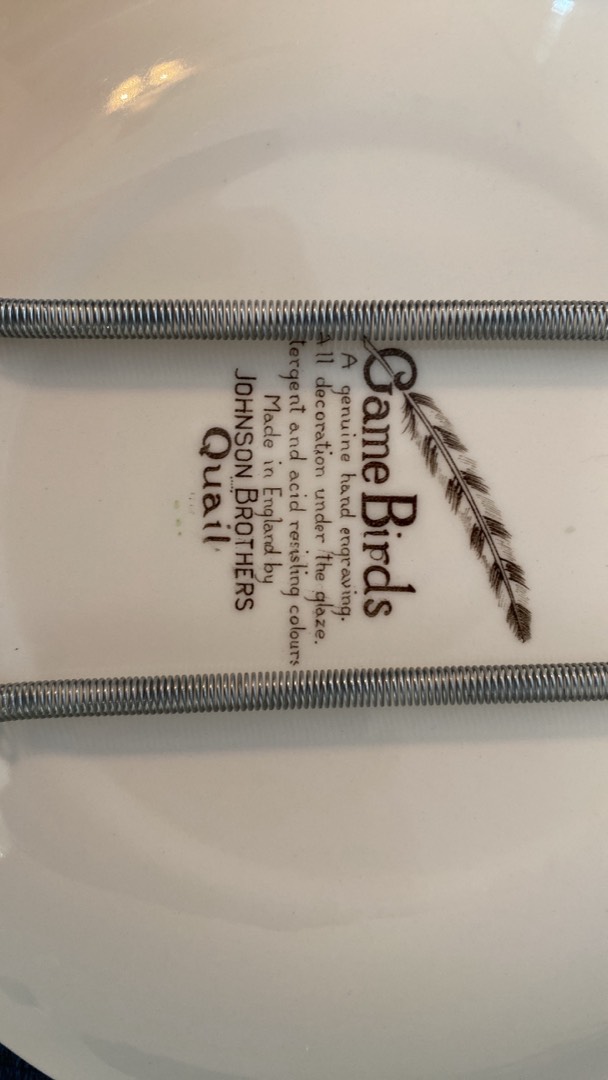 Game Birds
A genuine hand engraving.
All decoration under the glaze.
tergent and acid resisting colours
Made in England by
JOHNSON BROTHERS
Quail